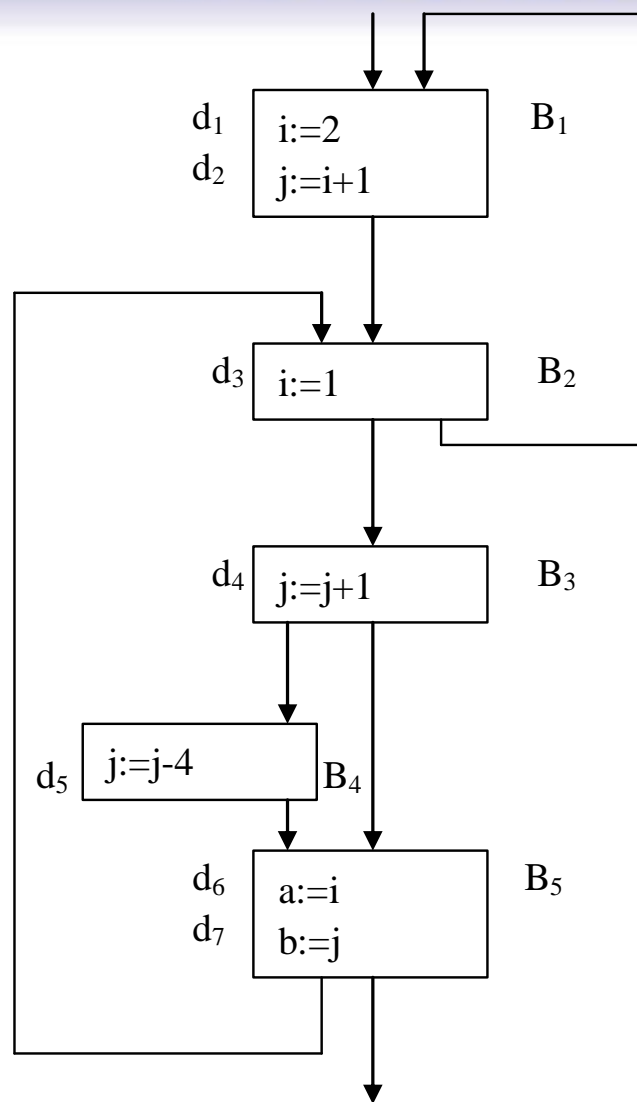 d₁ i:=2 B₁
d₂ j:=i+1
d₃ i:=1 B₂
d₄ j:=j+1 B₃
d₅ j:=j-4 B₄
d₆ a:=i B₅
d₇ b:=j